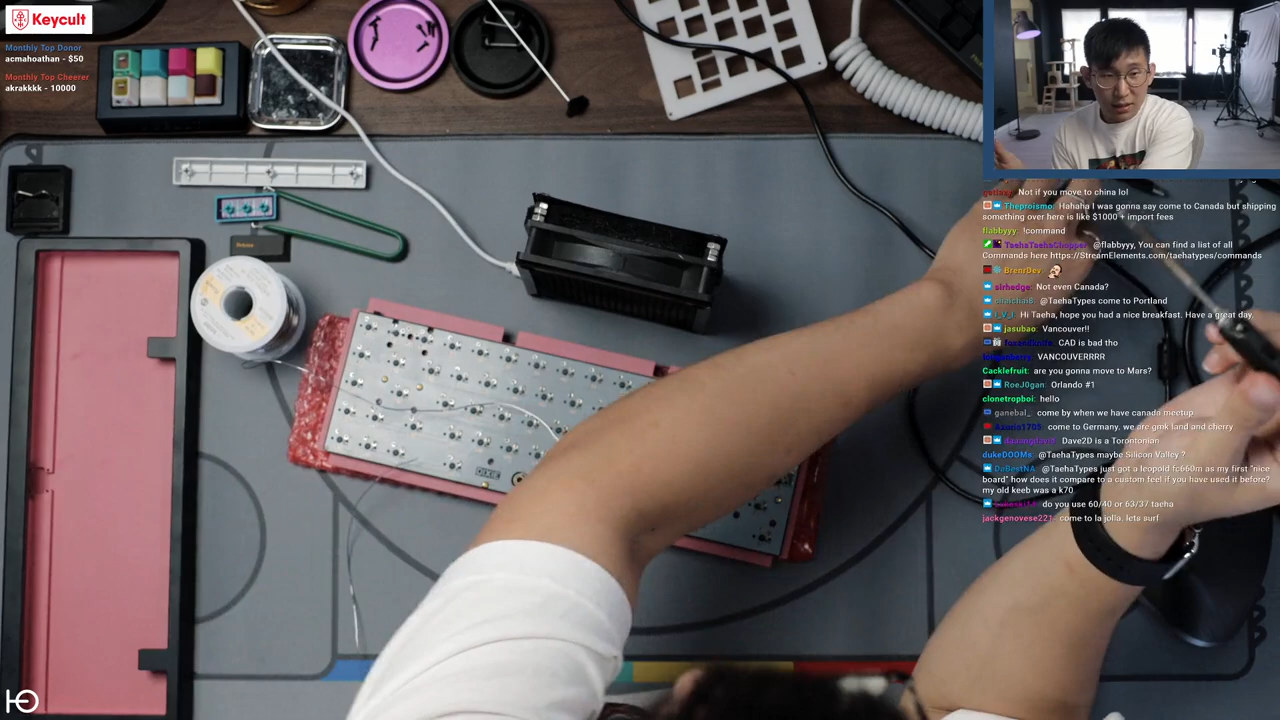 Keycult
Monthly Top Donor
acmahoathan - $50
Monthly Top Cheerer
akrakkkk - 10000
DIXIE
Not if you move to china lol
Theproismo: Hahaha I was gonna say come to Canada but shipping
something over here is like $1000 + import fees
flabbyyy: !command
TaehaTaehaChopper: @flabbyyy, You can find a list of all
Commands here https://StreamElements.com/taehatypes/commands
BrenrDev:
sirhedge: Not even Canada?
@TaehaTypes come to Portland
I_V_I: Hi Taeha, hope you had a nice breakfast. Have a great day.
jasubao: Vancouver!!
CAD is bad tho
VANCOUVERRRR
Cacklefruit: are you gonna move to Mars?
RoeJ0gan: Orlando #1
clonetropboi: hello
ganebal_: come by when we have canada meetup
Azurio1705: come to Germany. we are gmk land and cherry
Dave2D is a Torontonian
dukeDOOMs: @TaehaTypes maybe Silicon Valley ?
DaBestNA: @TaehaTypes just got a leopold fc660m as my first "nice
board" how does it compare to a custom feel if you have used it before?
my old keeb was a k70
do you use 60/40 or 63/37 taeha
jackgenovese221: come to la jolla. lets surf